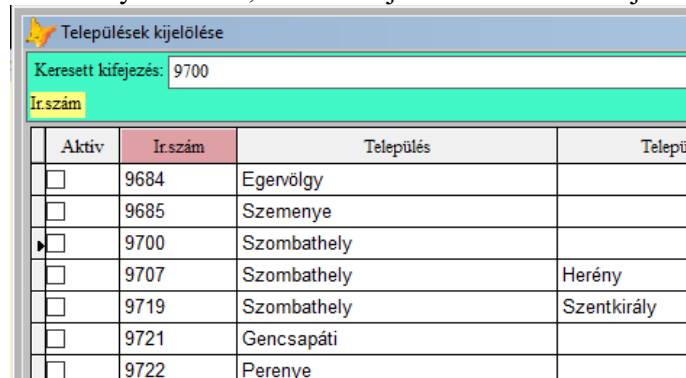 Települések kijelölése
Keresett kifejezés: 9700
Ir.szám
Aktív Ir.szám Település
9684 Egervölgy
9685 Szemenye
9700 Szombathely
9707 Szombathely Herény
9719 Szombathely Szentkirály
9721 Gencsapáti
9722 Perenye